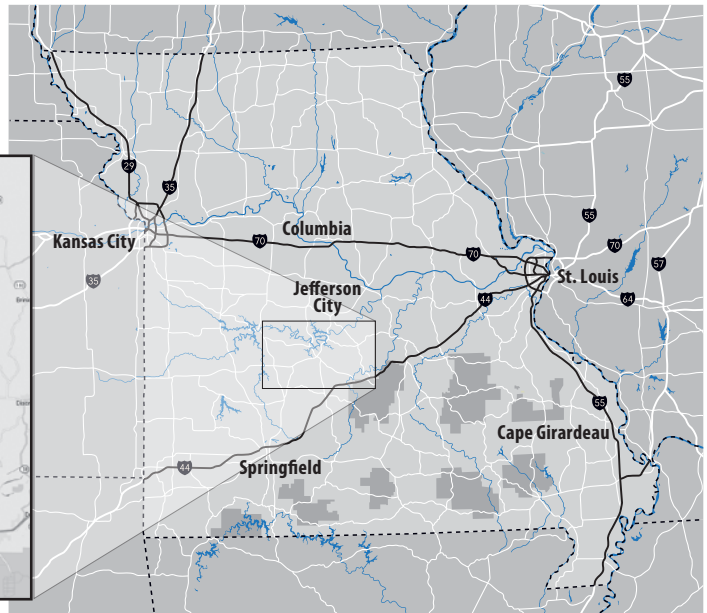 55
29
35
55
Columbia
Kansas City
70
70
70
57
35
Jefferson
City
44
St. Louis
64
55
Cape Girardeau
Springfield
44